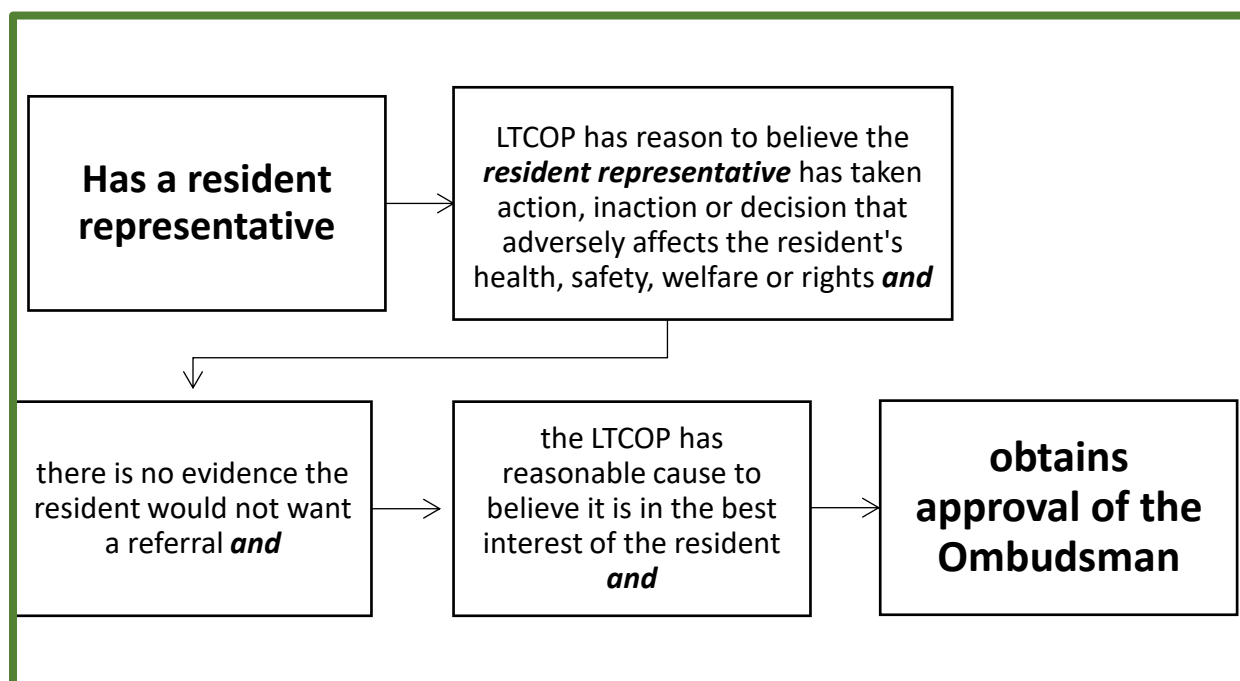 Has a resident
representative
LTCOP has reason to believe the
resident representative has taken
action, inaction or decision that
adversely affects the resident's
health, safety, welfare or rights and
there is no evidence the
resident would not want
a referral and
the LTCOP has
reasonable cause to
believe it is in the best
interest of the resident
and
obtains
approval of the
Ombudsman